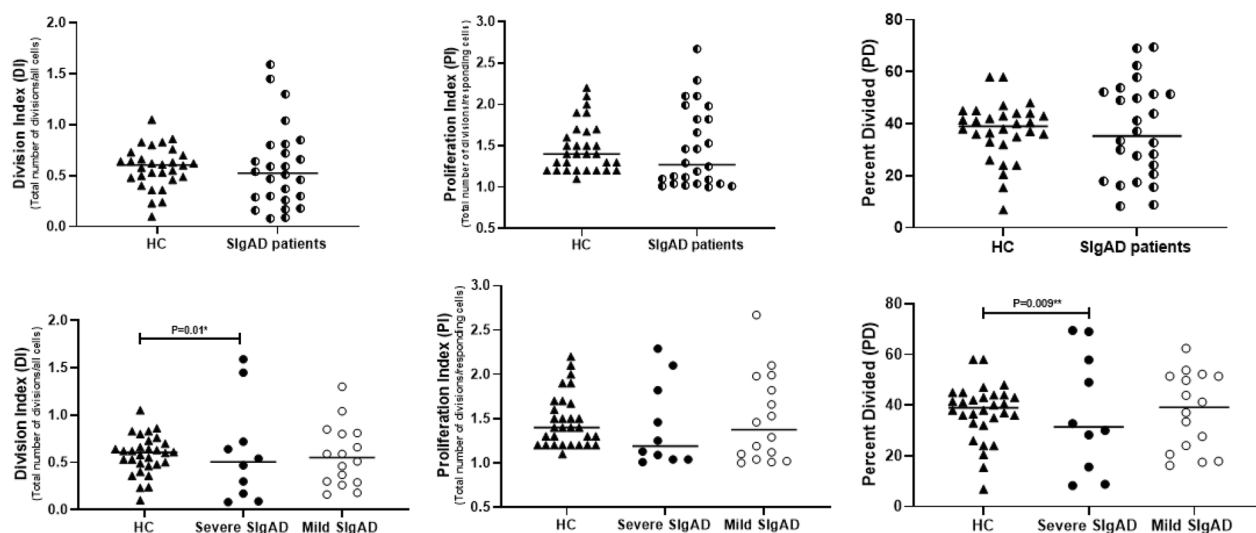 Division Index (DI)
(Total number of divisions/all cells)
2.0
1.5
1.0
0.5
0.0
HC
SIgAD patients
Proliferation Index (PI)
(Total number of divisions/responding cells)
3.0
2.5
2.0
1.5
1.0
0.5
HC
SIgAD patients
Percent Divided (PD)
80
60
40
20
0
HC
SIgAD patients
Division Index (DI)
(Total number of divisions/all cells)
2.0
1.5
1.0
0.5
0.0
P=0.01*
HC
Severe SIgAD
Mild SIgAD
Proliferation Index (PI)
(Total number of divisions/responding cells)
3.0
2.5
2.0
1.5
1.0
0.5
HC
Severe SIgAD
Mild SIgAD
Percent Divided (PD)
80
60
40
20
0
P=0.009**
HC
Severe SIgAD
Mild SIgAD